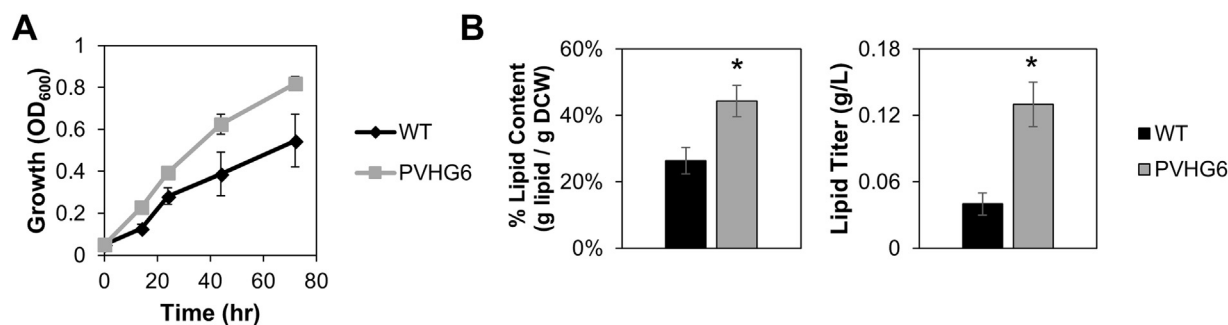 A
Growth (OD600)
1
0.8
0.6
0.4
0.2
0
0 20 40 60 80
Time (hr)
WT
PVHG6
B
% Lipid Content
(g lipid / g DCW)
60%
40%
20%
0%
*
Lipid Titer (g/L)
0.18
0.12
0.06
0
*
WT
PVHG6